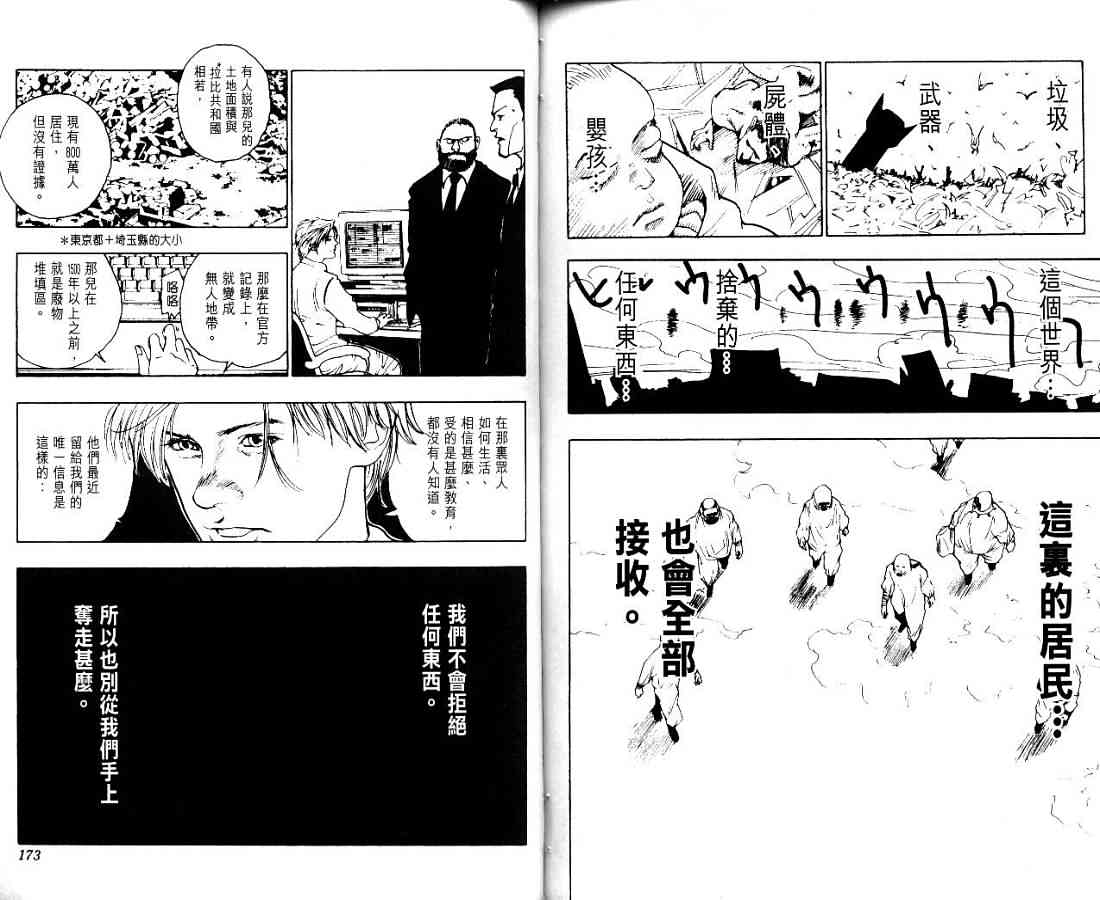 垃圾、
武器、
屍體、
嬰孩…
這個世界…
捨棄的…
任何東西…
ドゥゥゥゥゥ
這裏的居民…
也會全部
接收。
有人說那兒的
土地面積與
*拉比共和國
相若，
現有800萬人
居住，
但沒有證據。
＊東京都＋埼玉縣的大小
那麼在官方
記錄上，
就變成
無人地帶。
咯咯
那兒在
1500年以上之前，
就是廢物
堆填區。
在那裏眾人
如何生活、
相信甚麼、
受的是甚麼教育，
都沒有人知道。
他們最近
留給我們的
唯一信息是
這樣的：
我們不會拒絕
任何東西。
所以也別從我們手上
奪走甚麼。
173